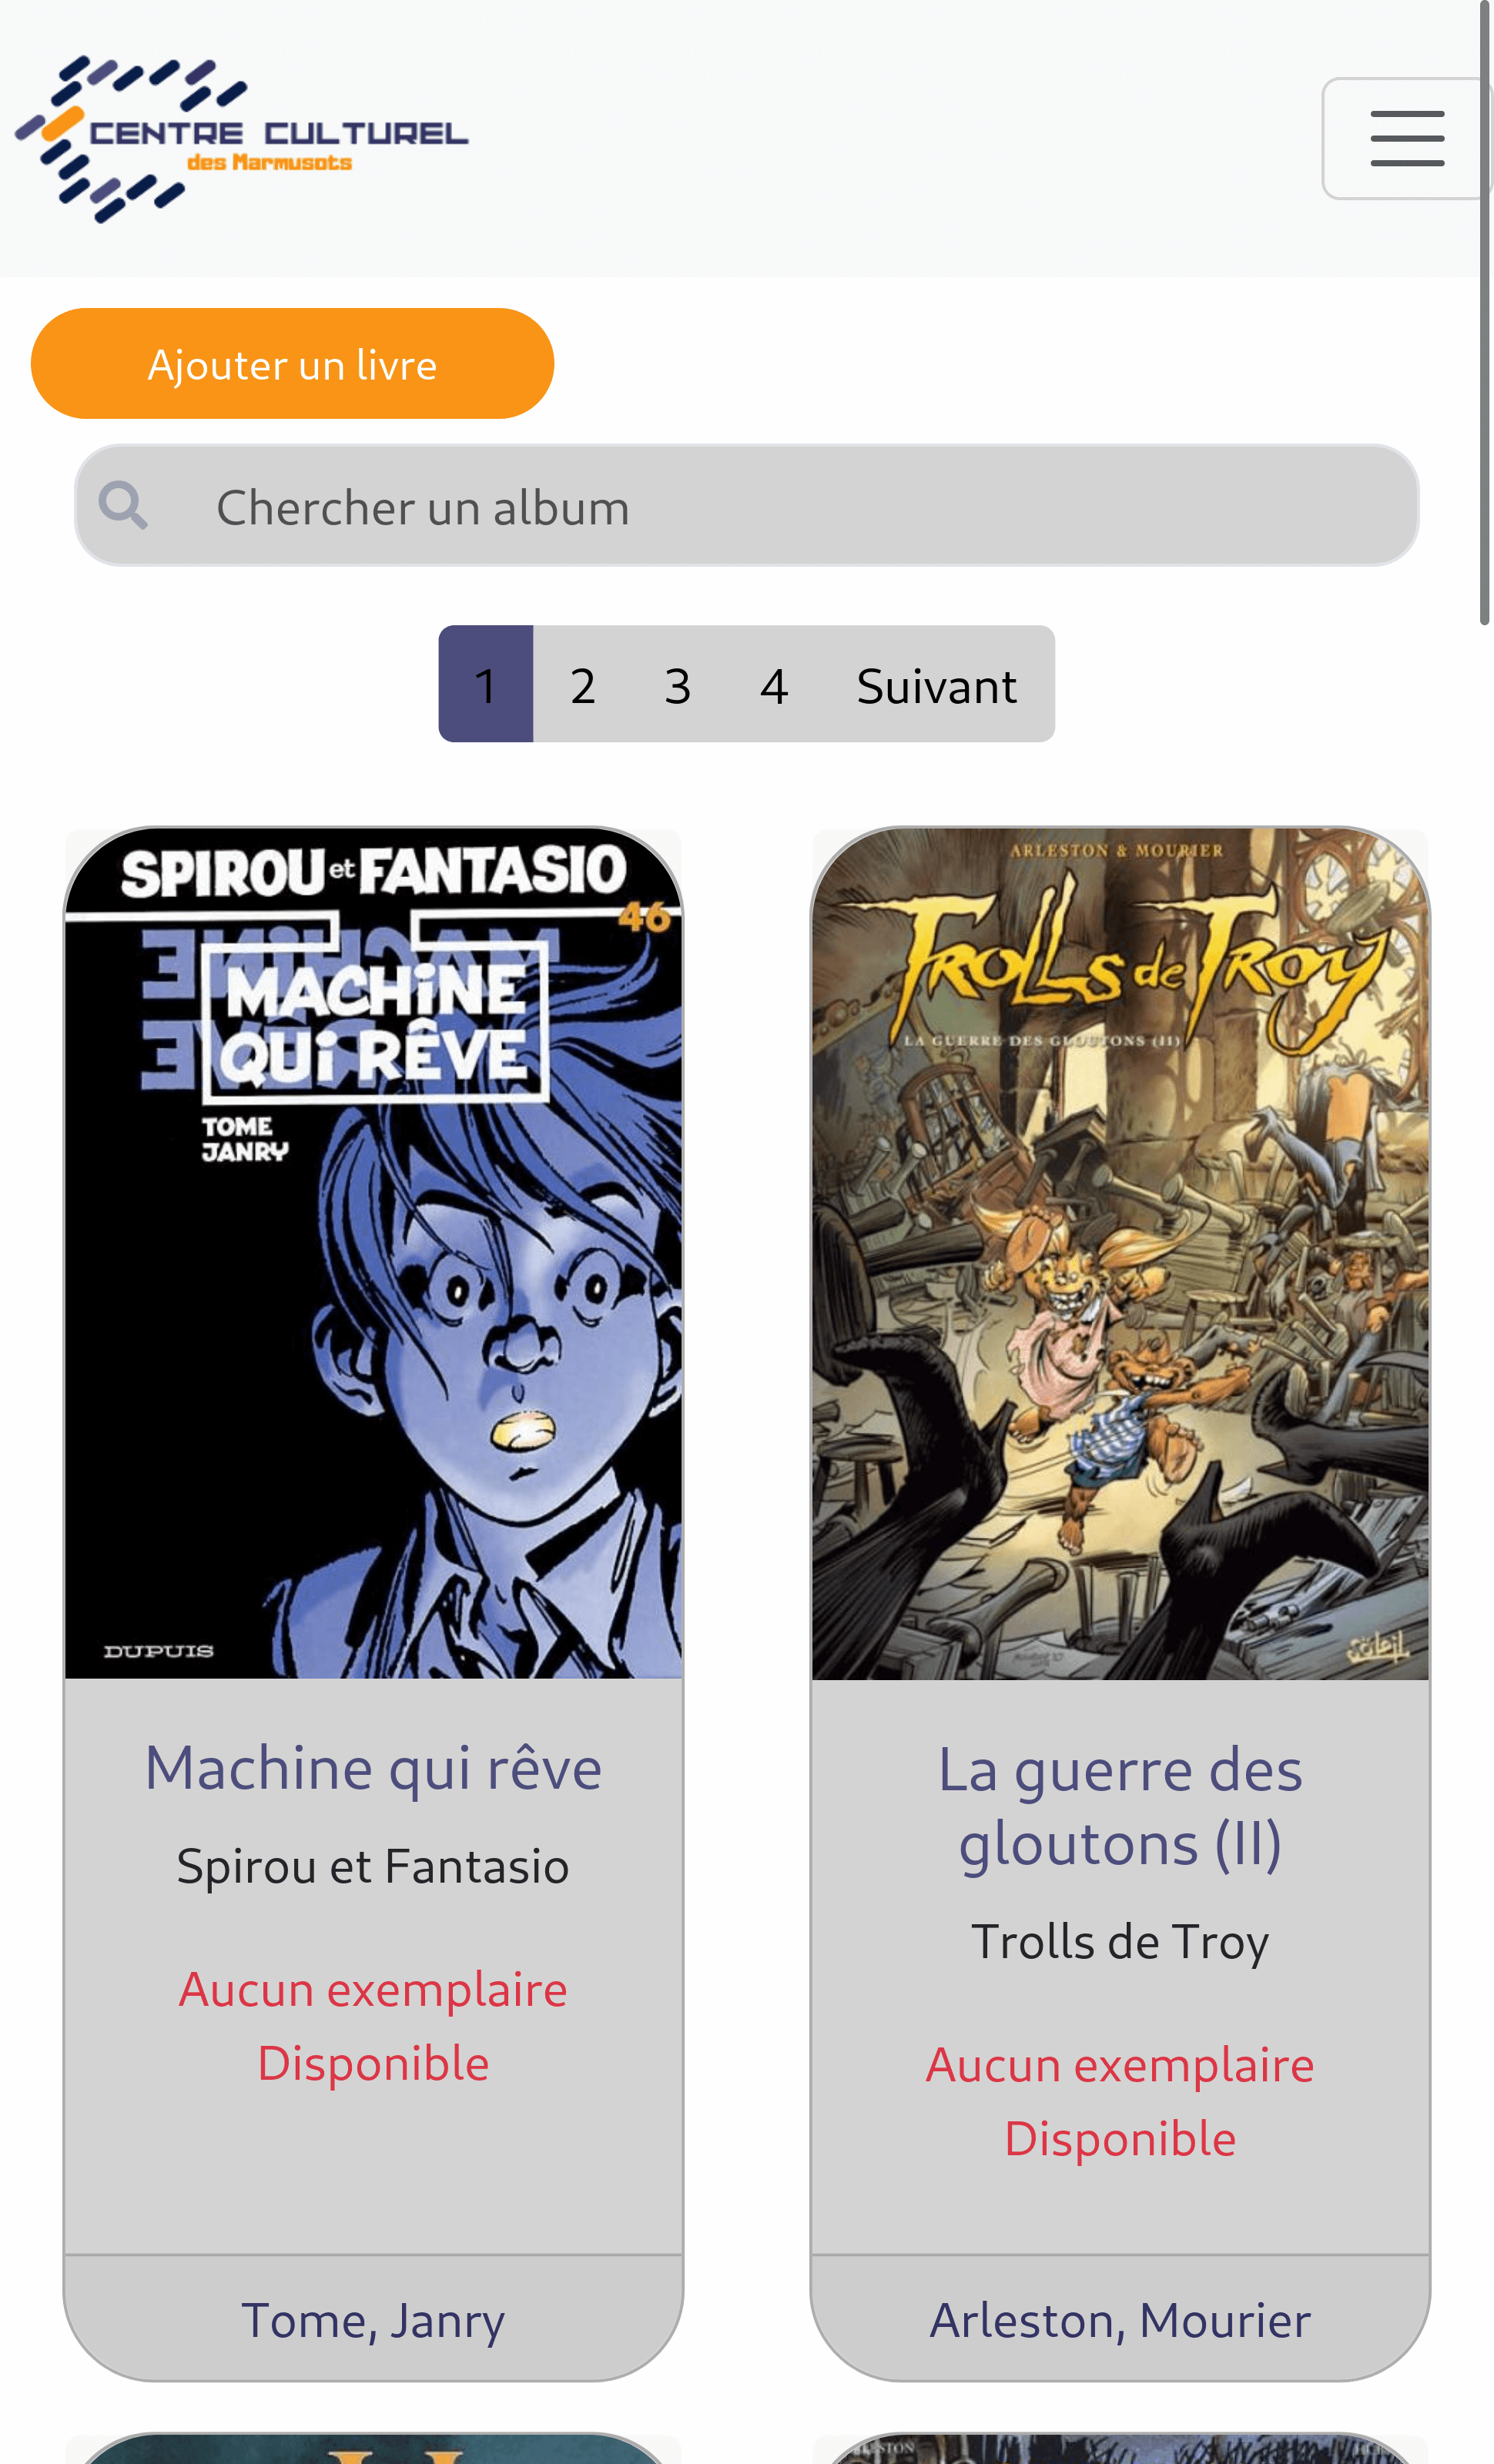 CENTRE CULTUREL
des Marmusots
Ajouter un livre
Chercher un album
1 2 3 4 Suivant
SPIROU et FANTASIO
46
MACHINE
QUI RÊVE
MACHiNE
QUi RÊVE
TOME
JANRY
DUPUIS
Machine qui rêve
Spirou et Fantasio
Aucun exemplaire
Disponible
Tome, Janry
ARLESTON & MOURIER
TROLLS de TROY
LA GUERRE DES GLOUTONS (II)
Soleil
La guerre des
gloutons (II)
Trolls de Troy
Aucun exemplaire
Disponible
Arleston, Mourier